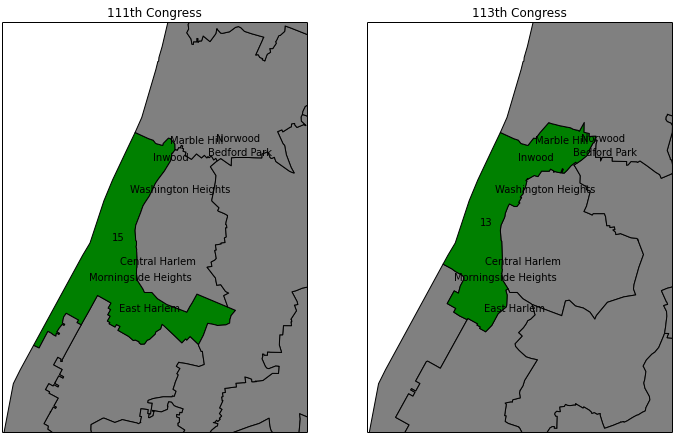 111th Congress
Marble Hill
Norwood
Bedford Park
Inwood
Washington Heights
15
Central Harlem
Morningside Heights
East Harlem
113th Congress
Marble Hill
Norwood
Bedford Park
Inwood
Washington Heights
13
Central Harlem
Morningside Heights
East Harlem